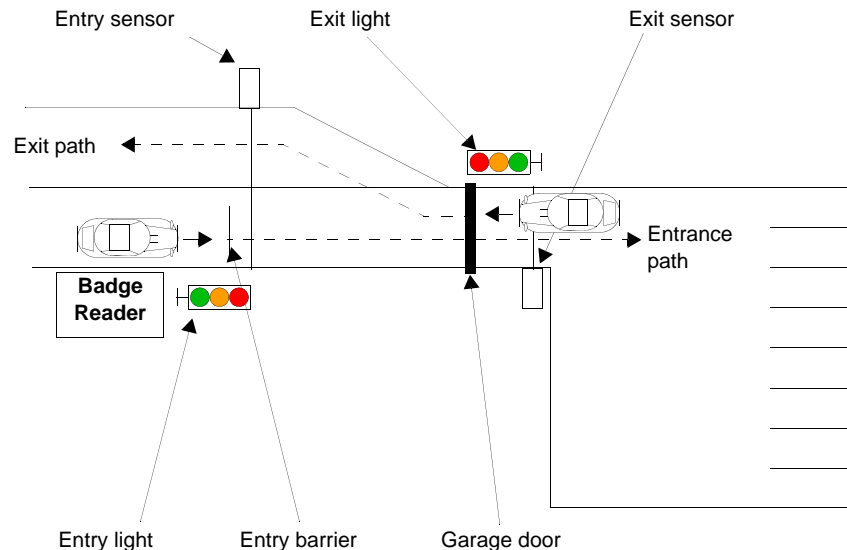 Entry sensor
Exit light
Exit sensor
Exit path
Entrance
path
Badge
Reader
Entry light
Entry barrier
Garage door